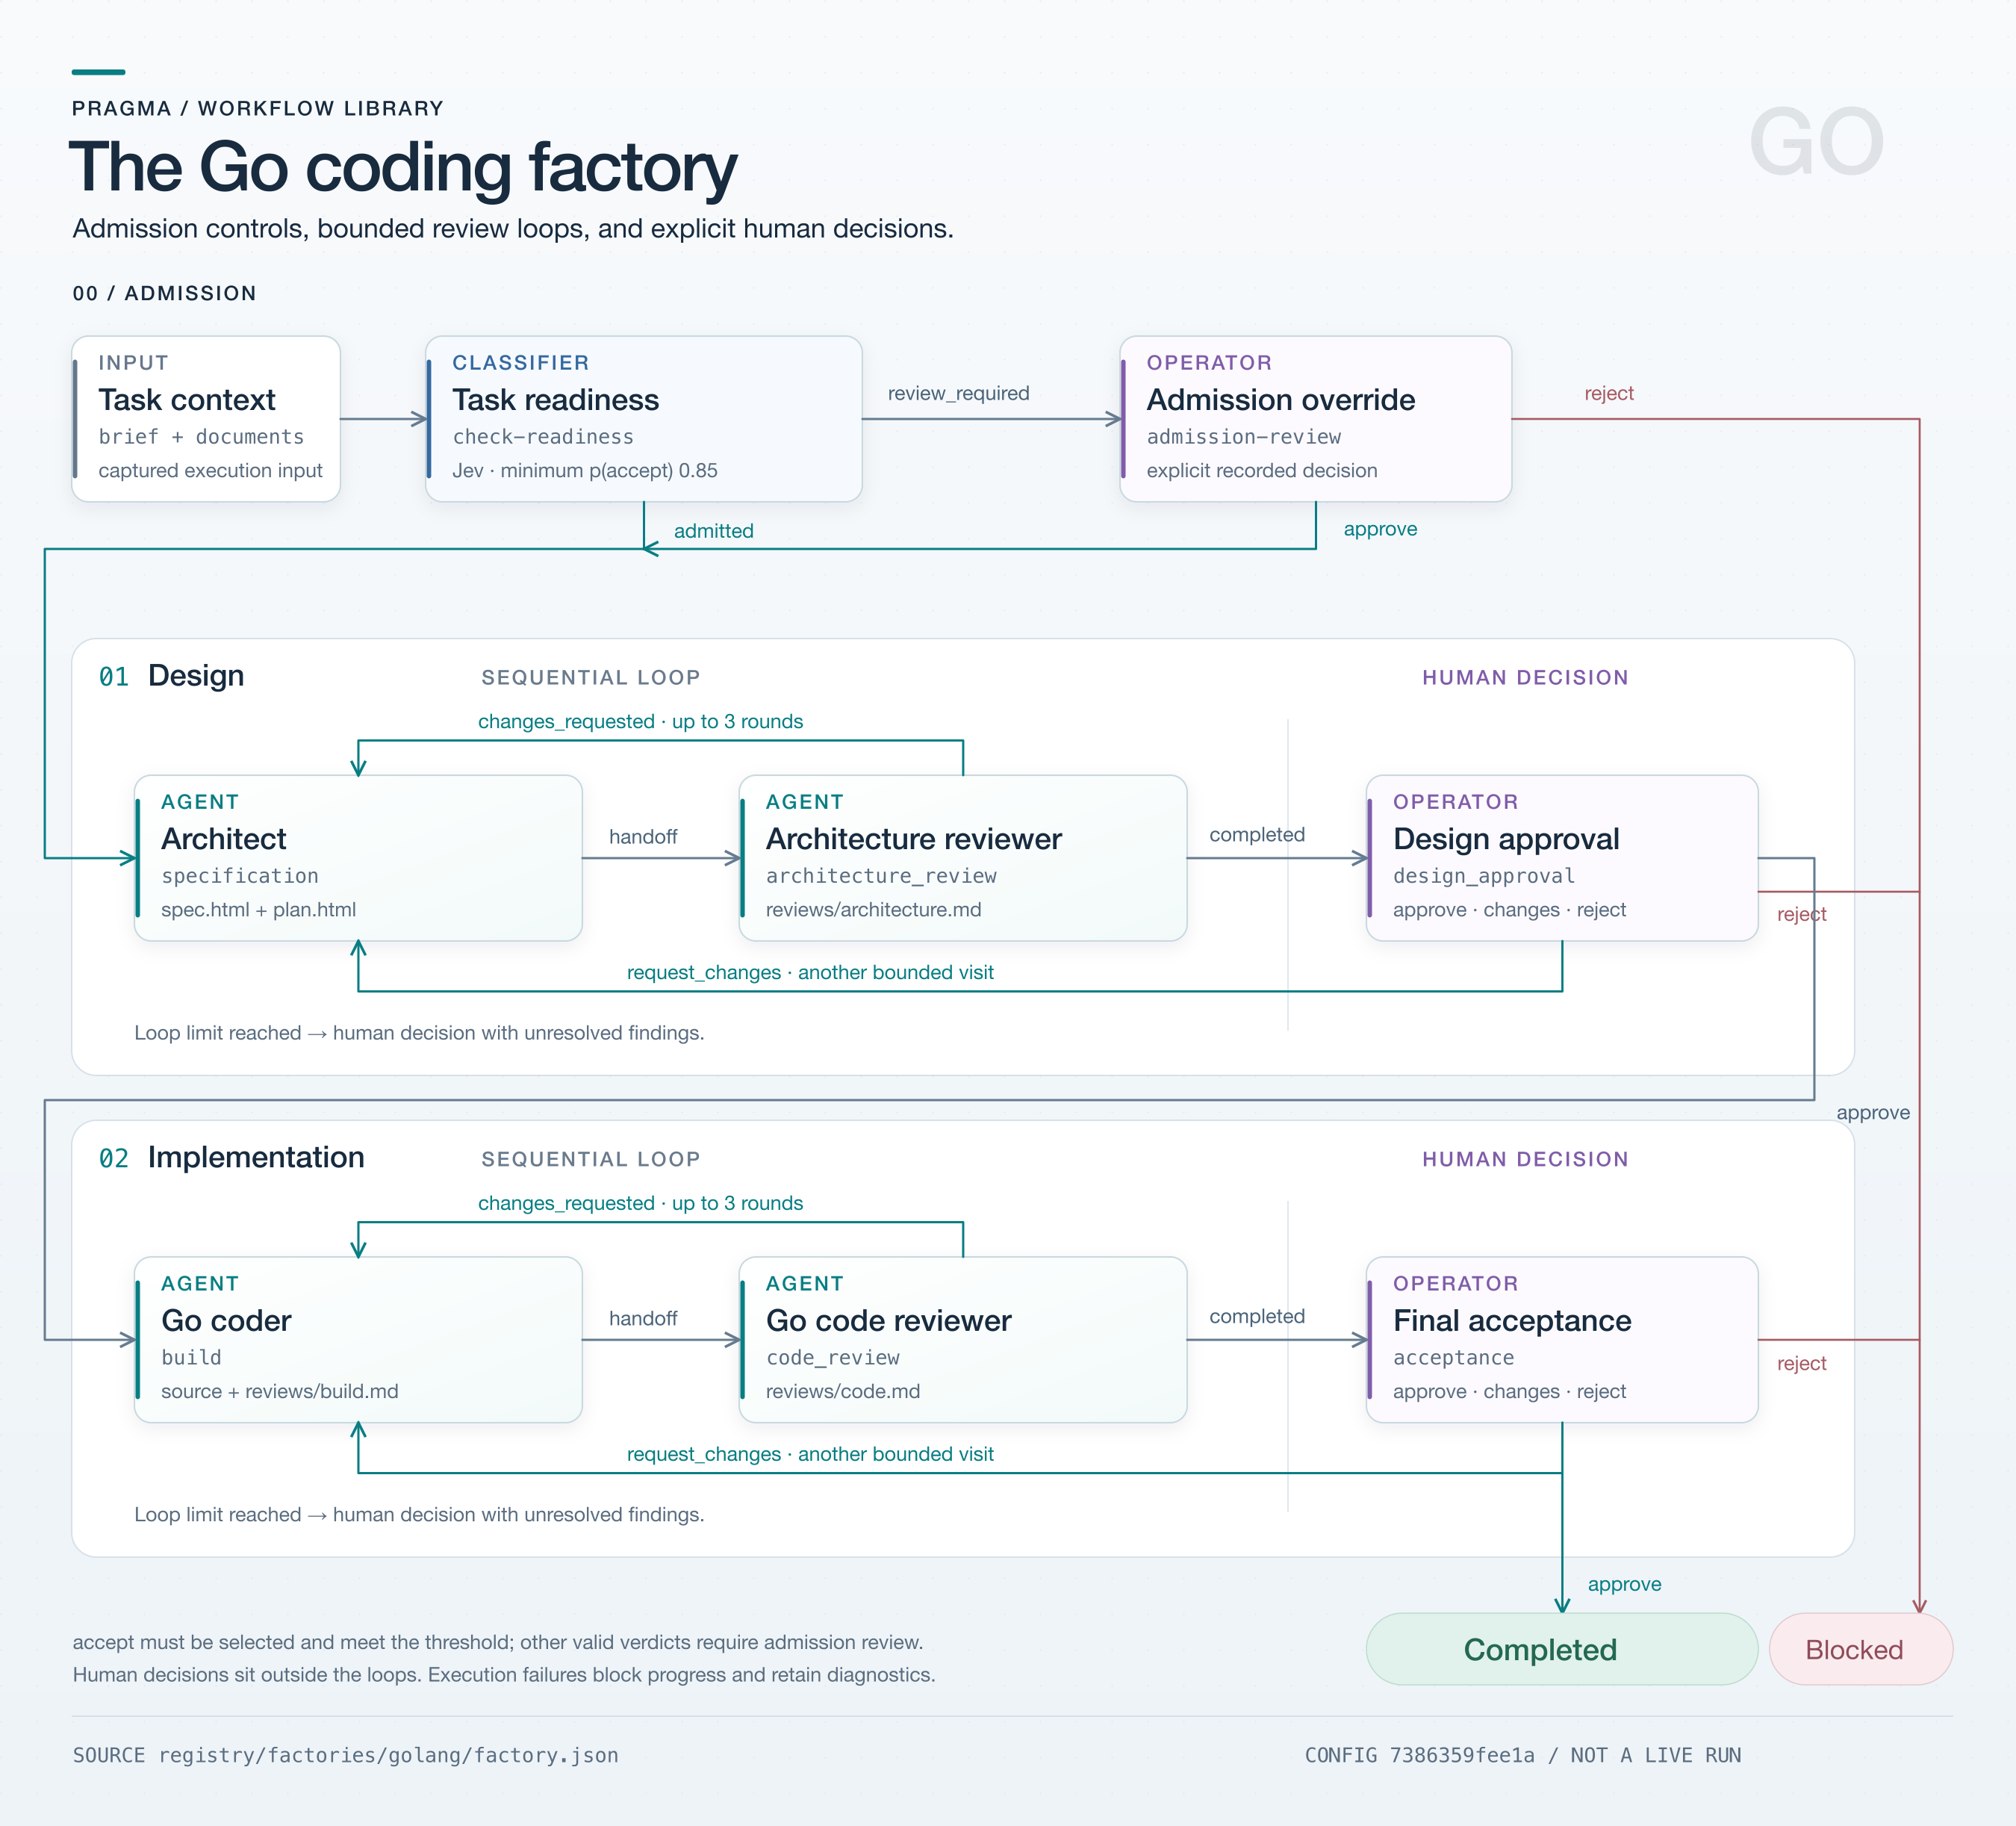 PRAGMA / WORKFLOW LIBRARY
The Go coding factory
GO
Admission controls, bounded review loops, and explicit human decisions.
00 / ADMISSION
INPUT
Task context
brief + documents
captured execution input
CLASSIFIER
Task readiness
check-readiness
Jev · minimum p(accept) 0.85
review_required
OPERATOR
Admission override
admission-review
explicit recorded decision
reject
admitted
approve
01 Design
SEQUENTIAL LOOP
HUMAN DECISION
changes_requested · up to 3 rounds
AGENT
Architect
specification
spec.html + plan.html
handoff
AGENT
Architecture reviewer
architecture_review
reviews/architecture.md
completed
OPERATOR
Design approval
design_approval
approve · changes · reject
reject
request_changes · another bounded visit
Loop limit reached → human decision with unresolved findings.
approve
02 Implementation
SEQUENTIAL LOOP
HUMAN DECISION
changes_requested · up to 3 rounds
AGENT
Go coder
build
source + reviews/build.md
handoff
AGENT
Go code reviewer
code_review
reviews/code.md
completed
OPERATOR
Final acceptance
acceptance
approve · changes · reject
reject
request_changes · another bounded visit
Loop limit reached → human decision with unresolved findings.
approve
accept must be selected and meet the threshold; other valid verdicts require admission review.
Human decisions sit outside the loops. Execution failures block progress and retain diagnostics.
Completed
Blocked
SOURCE registry/factories/golang/factory.json
CONFIG 7386359fee1a / NOT A LIVE RUN